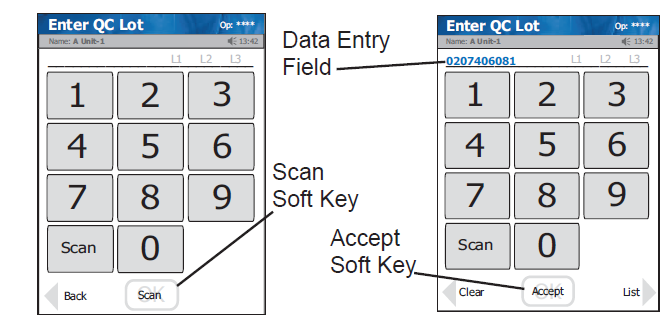 Enter QC Lot Op: ****
Name: A Unit-1 13:42
L1 L2 L3
1 2 3
4 5 6
7 8 9
Scan 0
Back Scan
Data Entry
Field
Scan
Soft Key
Accept
Soft Key
Enter QC Lot Op: ****
Name: A Unit-1 13:42
0207406081 L1 L2 L3
1 2 3
4 5 6
7 8 9
Scan 0
Clear Accept List